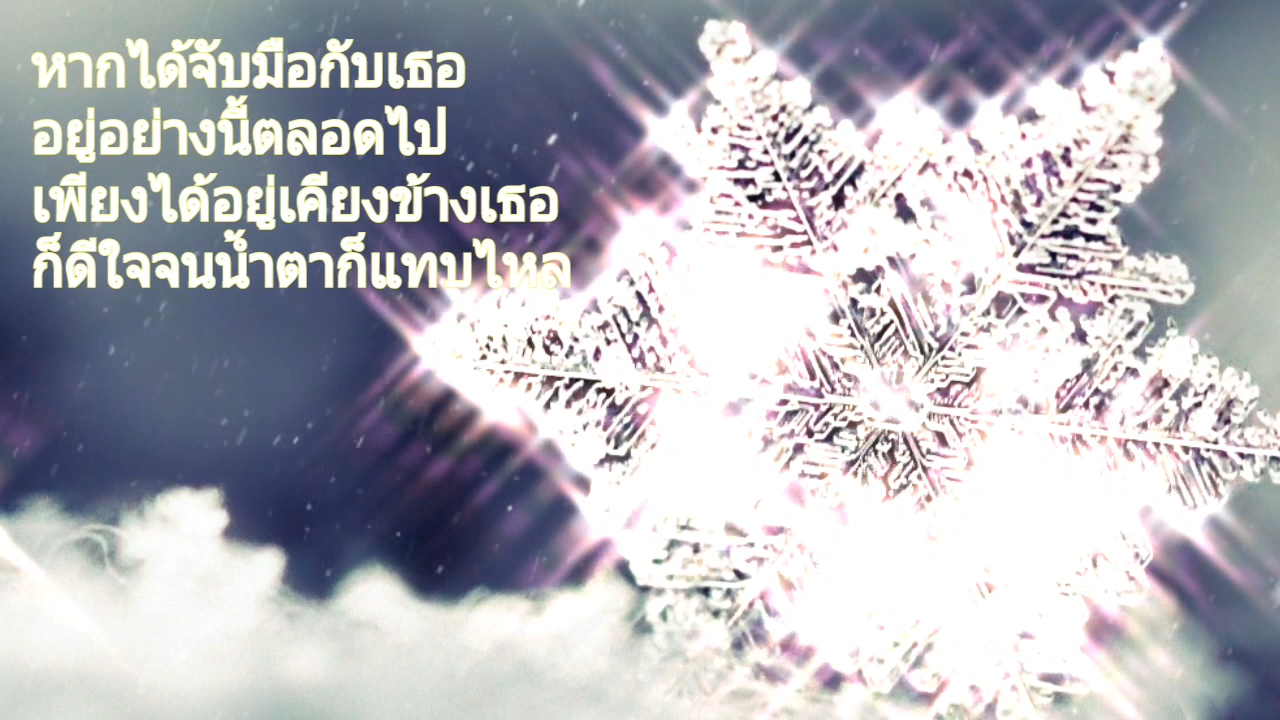 หากได้จับมือกับเธอ
อยู่อย่างนี้ตลอดไป
เพียงได้อยู่เคียงข้างเธอ
ก็ดีใจจนน้ำตาก็แทบไหล